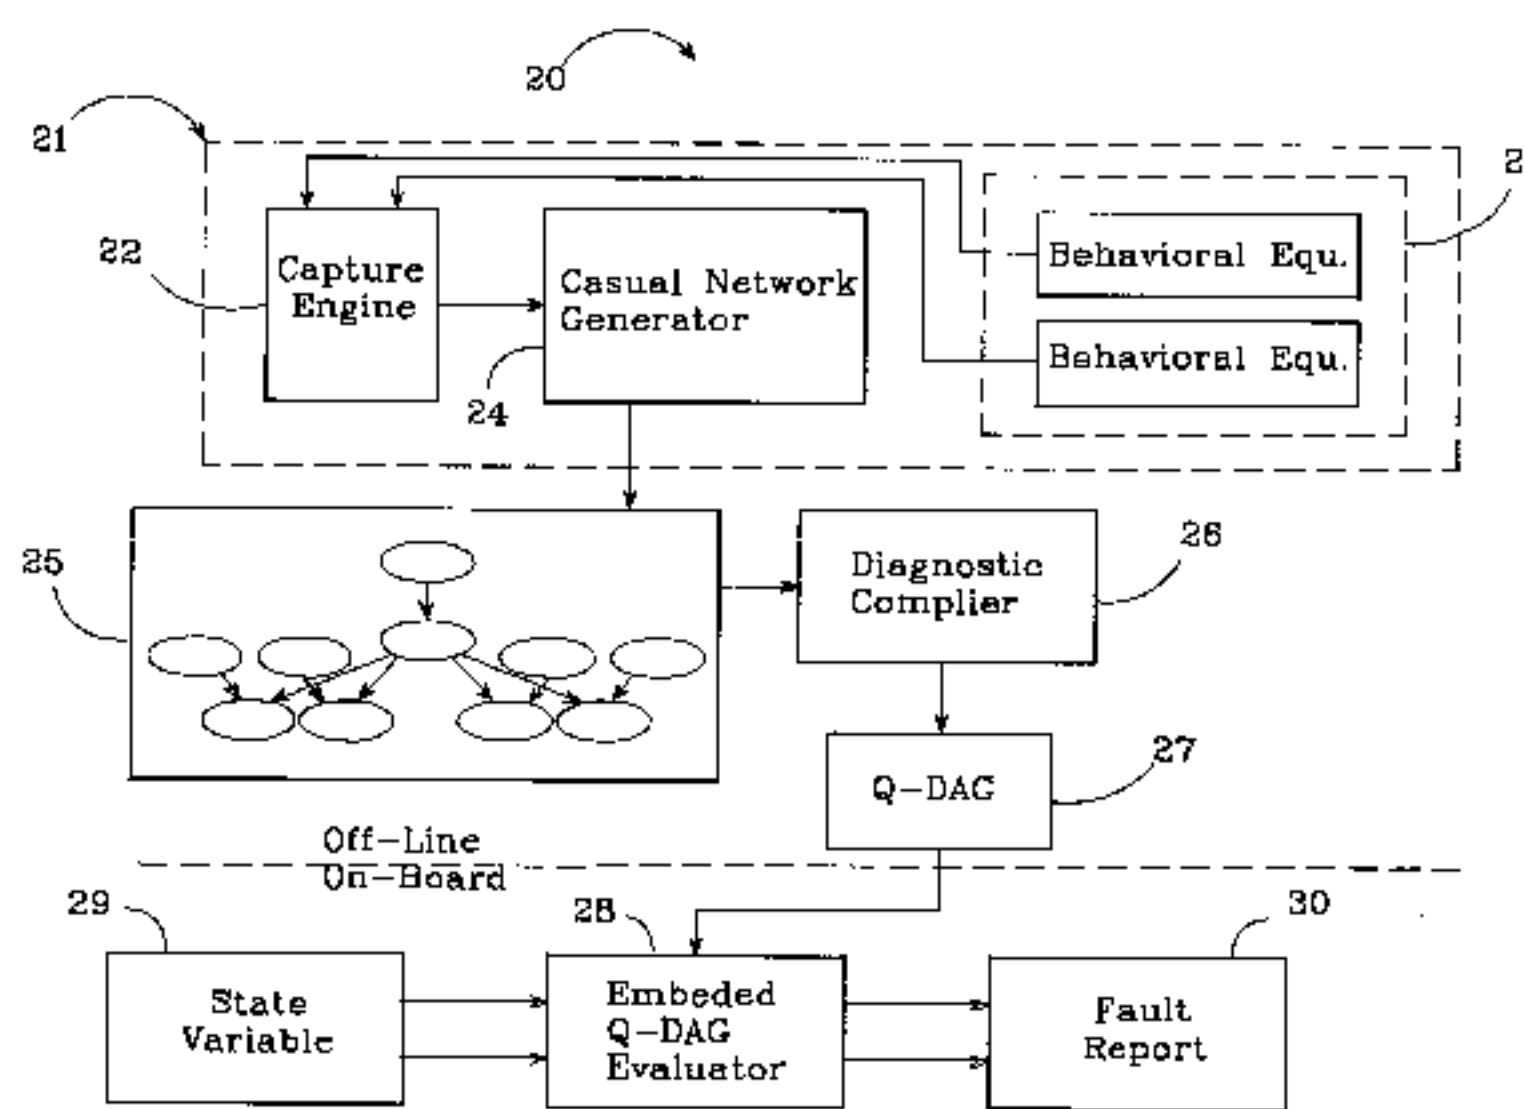 20
21
2
22
Capture
Engine
Casual Network
Generator
Behavioral Equ.
Behavioral Equ.
24
25
Diagnostic
Complier
26
Q-DAG
27
Off-Line
On-Board
29
28
30
State
Variable
Embeded
Q-DAG
Evaluator
Fault
Report